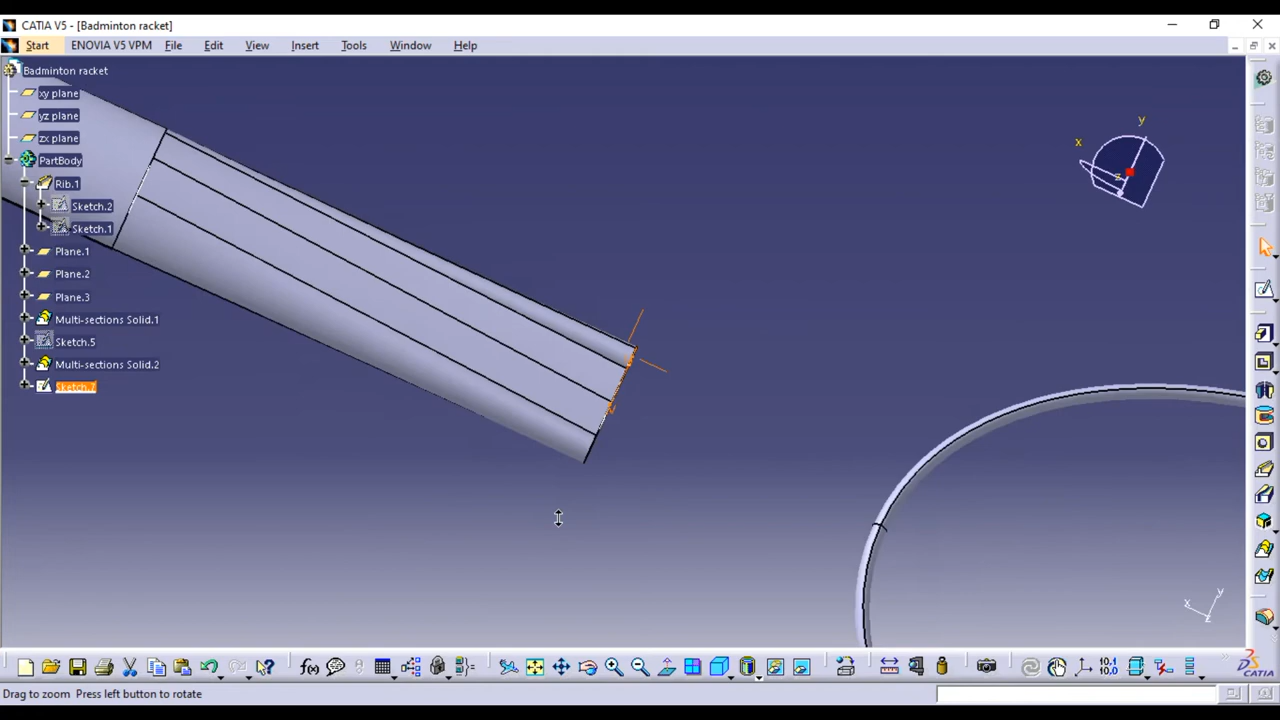 CATIA V5 - [Badminton racket]
Start ENOVIA V5 VPM File Edit View Insert Tools Window Help
Badminton racket
xy plane
yz plane
zx plane
PartBody
Rib.1
Sketch.2
Sketch.1
Plane.1
Plane.2
Plane.3
Multi-sections Solid.1
Sketch.5
Multi-sections Solid.2
Sketch.7
y
x
z
y
x
z
f(x)
10,0
CATIA
Drag to zoom Press left button to rotate